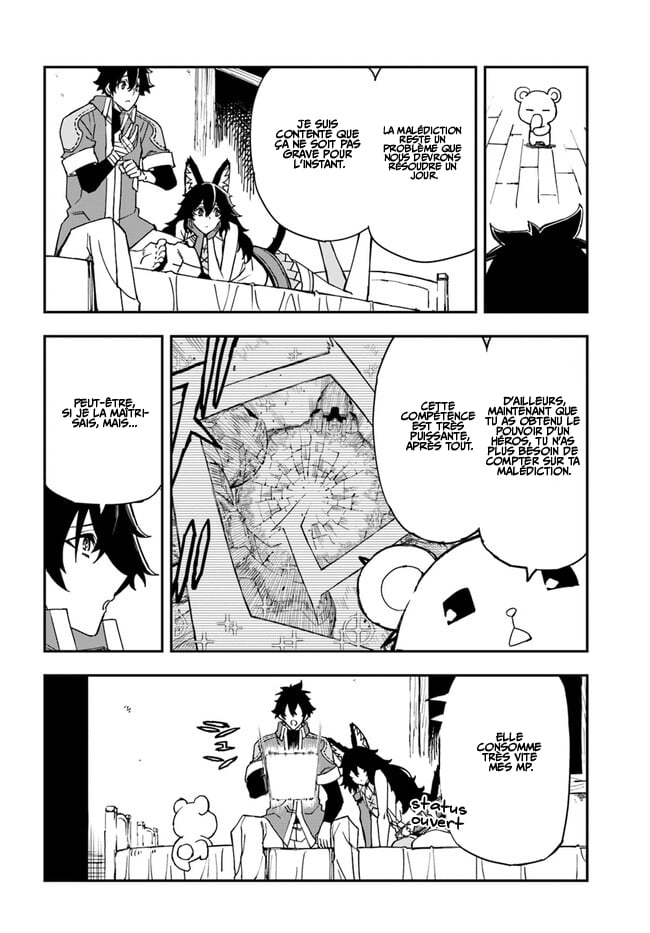 LA MALÉDICTION
RESTE UN
PROBLÈME QUE
NOUS DEVRONS
RÉSOUDRE UN
JOUR.
JE SUIS
CONTENTE QUE
ÇA NE SOIT PAS
GRAVE POUR
L'INSTANT.
D'AILLEURS,
MAINTENANT QUE
TU AS OBTENU LE
POUVOIR D'UN
HÉROS, TU N'AS
PLUS BESOIN DE
COMPTER SUR TA
MALÉDICTION.
CETTE
COMPÉTENCE
EST TRÈS
PUISSANTE,
APRÈS TOUT.
PEUT-ÊTRE,
SI JE LA MAÎTRI-
SAIS, MAIS...
ELLE
CONSOMME
TRÈS VITE
MES MP.
status
ouvert